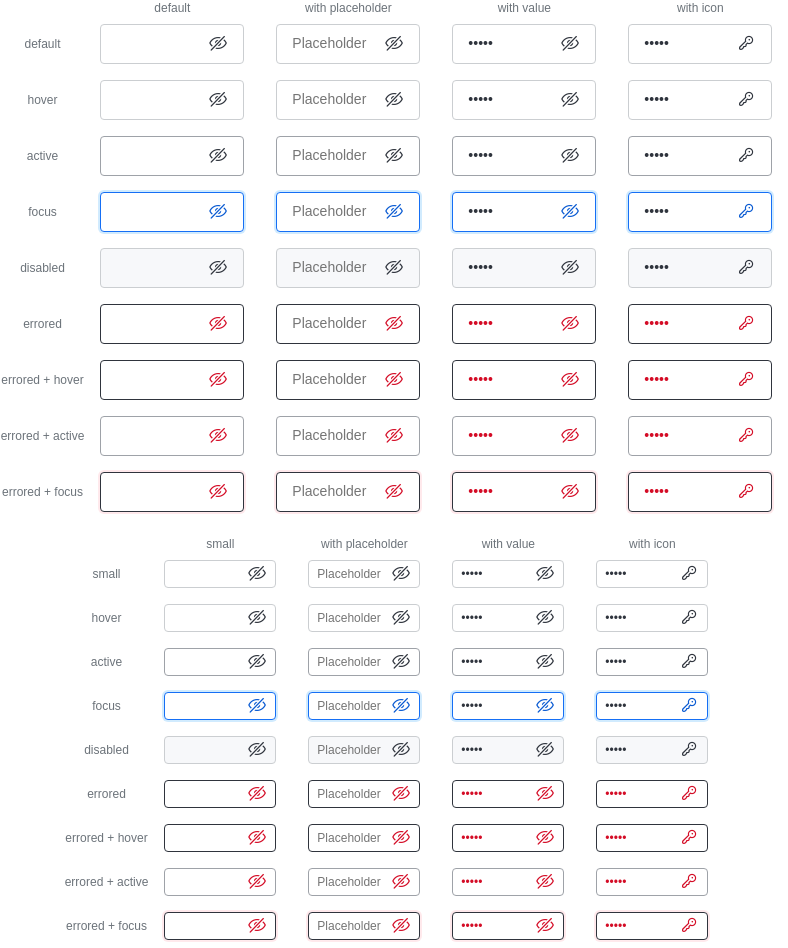 default with placeholder with value with icon
default Placeholder ••••• •••••
hover Placeholder ••••• •••••
active Placeholder ••••• •••••
focus Placeholder ••••• •••••
disabled Placeholder ••••• •••••
errored Placeholder ••••• •••••
errored + hover Placeholder ••••• •••••
errored + active Placeholder ••••• •••••
errored + focus Placeholder ••••• •••••
small with placeholder with value with icon
small Placeholder ••••• •••••
hover Placeholder ••••• •••••
active Placeholder ••••• •••••
focus Placeholder ••••• •••••
disabled Placeholder ••••• •••••
errored Placeholder ••••• •••••
errored + hover Placeholder ••••• •••••
errored + active Placeholder ••••• •••••
errored + focus Placeholder ••••• •••••